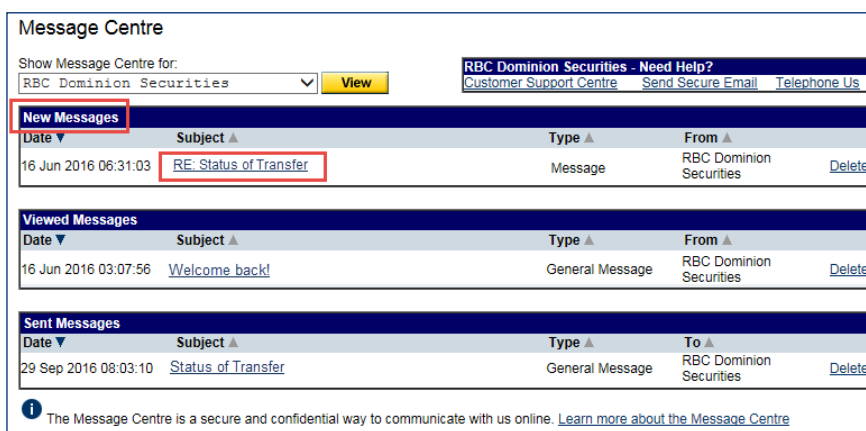 Message Centre
Show Message Centre for:
RBC Dominion Securities View
RBC Dominion Securities - Need Help?
Customer Support Centre Send Secure Email Telephone Us
New Messages
Date Subject Type From
16 Jun 2016 06:31:03 RE: Status of Transfer Message RBC Dominion Securities Delete
Viewed Messages
Date Subject Type From
16 Jun 2016 03:07:56 Welcome back! General Message RBC Dominion Securities Delete
Sent Messages
Date Subject Type To
29 Sep 2016 08:03:10 Status of Transfer General Message RBC Dominion Securities Delete
The Message Centre is a secure and confidential way to communicate with us online. Learn more about the Message Centre